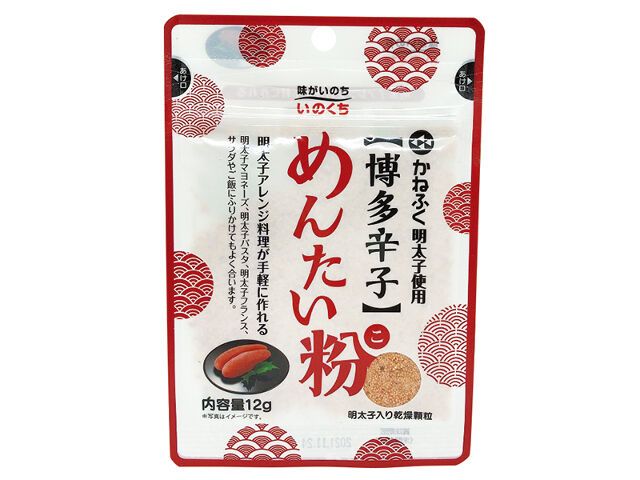 あけ口
あけ口
味がいのち
いのくち
かねふく明太子使用
【博多辛子】
めんたい粉
こ
明太子アレンジ料理が手軽に作れる
明太子マヨネーズ、明太子パスタ、明太子フランス、
サラダやご飯にふりかけてもよく合います。
内容量12g
※写真はイメージです。
明太子入り乾燥顆粒
2021.11.24